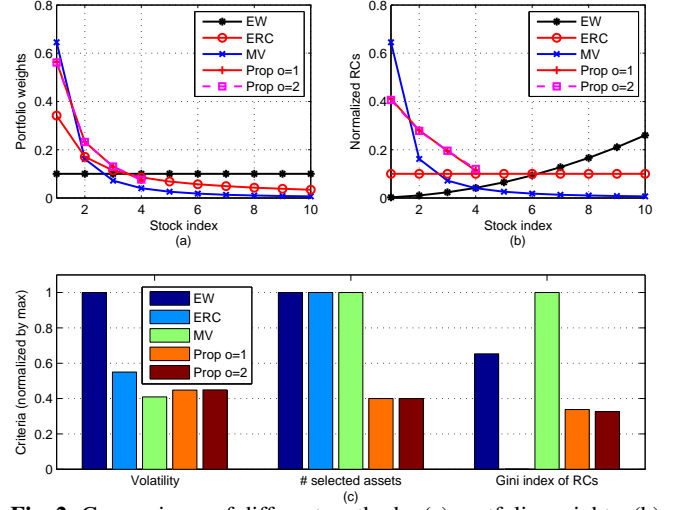 0.8
0.6
0.4
0.2
0
Portfolio weights
EW
ERC
MV
Prop o=1
Prop o=2
2 4 6 8 10
Stock index
(a)
0.8
0.6
0.4
0.2
0
Normalized RCs
EW
ERC
MV
Prop o=1
Prop o=2
2 4 6 8 10
Stock index
(b)
1
0.8
0.6
0.4
0.2
0
Criteria (normalized by max)
EW
ERC
MV
Prop o=1
Prop o=2
Volatility # selected assets Gini index of RCs
(c)
Fig. 2. Comparisons of different methods: (a) portfolio weights, (b)